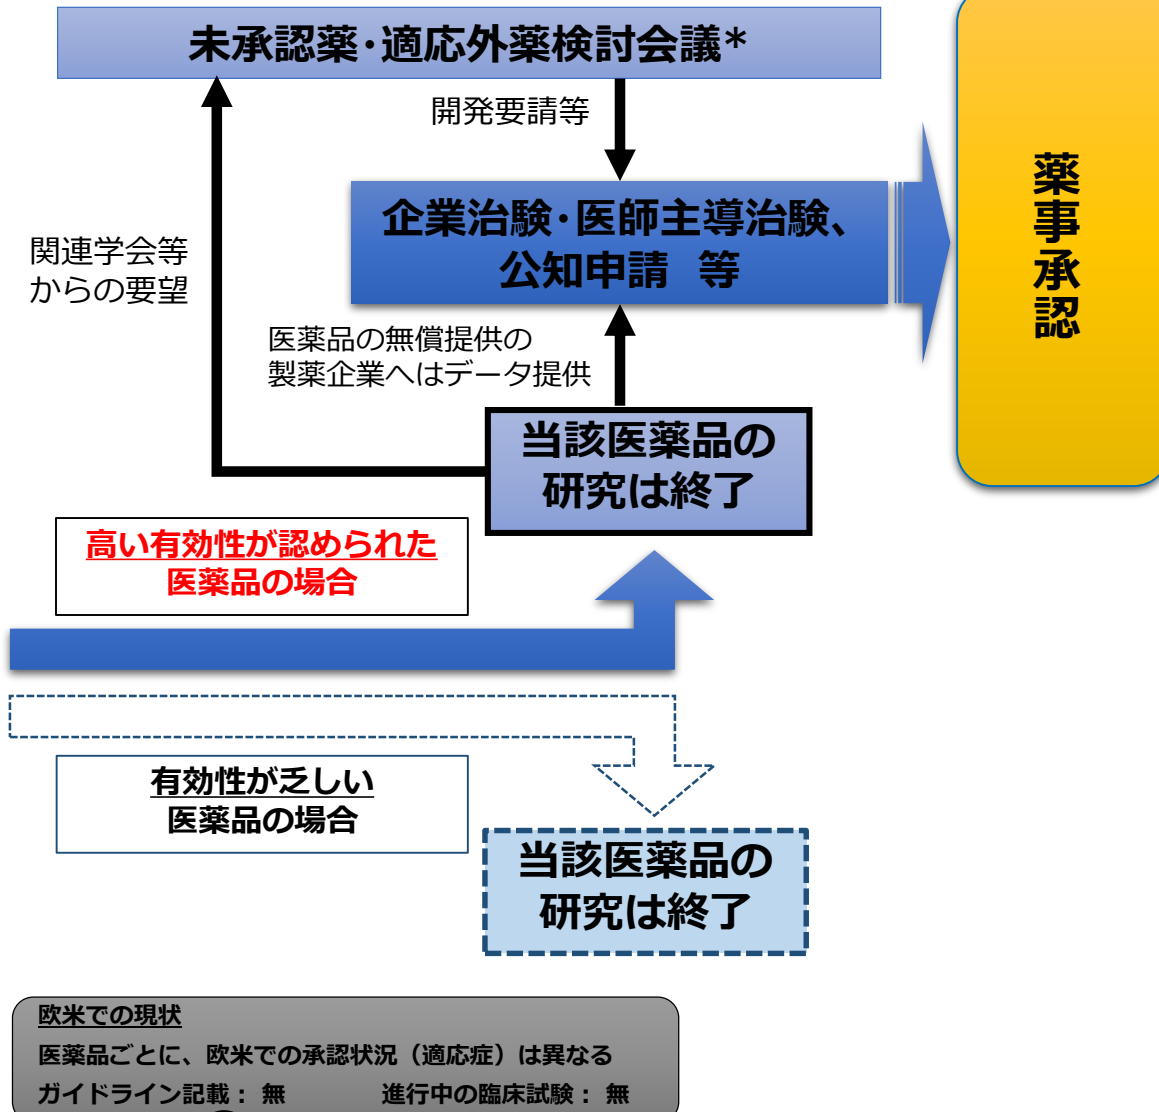 未承認薬・適応外薬検討会議*
開発要請等
企業治験・医師主導治験、
公知申請 等
薬事承認
関連学会等
からの要望
医薬品の無償提供の
製薬企業へはデータ提供
当該医薬品の
研究は終了
高い有効性が認められた
医薬品の場合
有効性が乏しい
医薬品の場合
当該医薬品の
研究は終了
欧米での現状
医薬品ごとに、欧米での承認状況（適応症）は異なる
ガイドライン記載： 無 進行中の臨床試験： 無